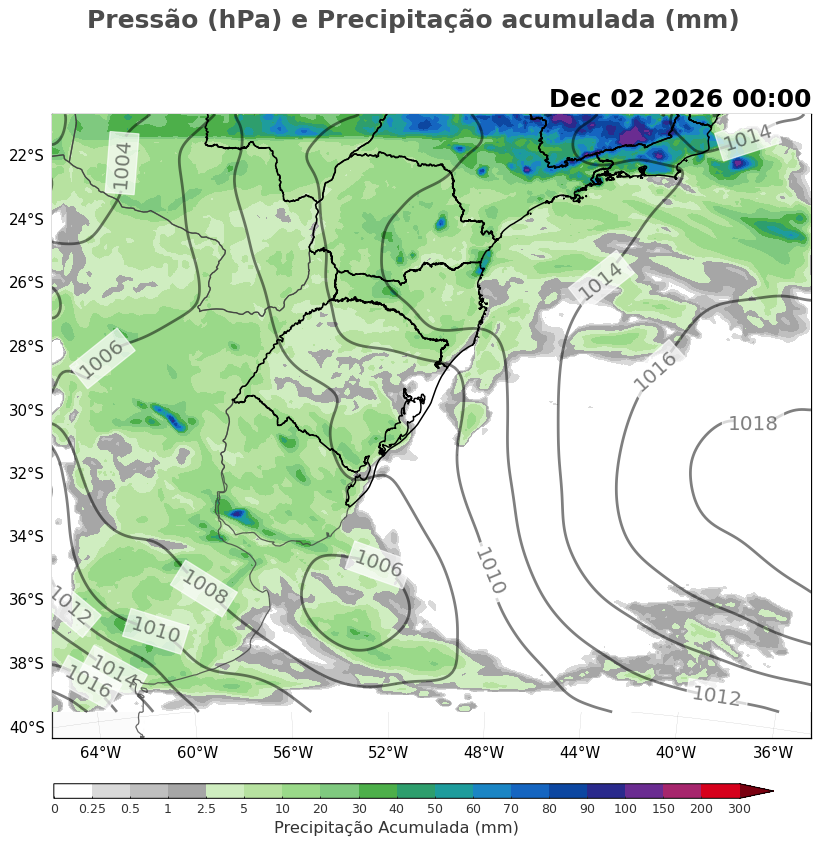 Pressão (hPa) e Precipitação acumulada (mm)
Dec 02 2026 00:00
1014
22°S
1004
24°S
26°S
1014
28°S
1006
1016
30°S
1018
32°S
34°S
1006
1010
36°S
1008
1012
1010
38°S
1014
1016
1012
40°S
64°W 60°W 56°W 52°W 48°W 44°W 40°W 36°W
0 0.25 0.5 1 2.5 5 10 20 30 40 50 60 70 80 90 100 150 200 300
Precipitação Acumulada (mm)